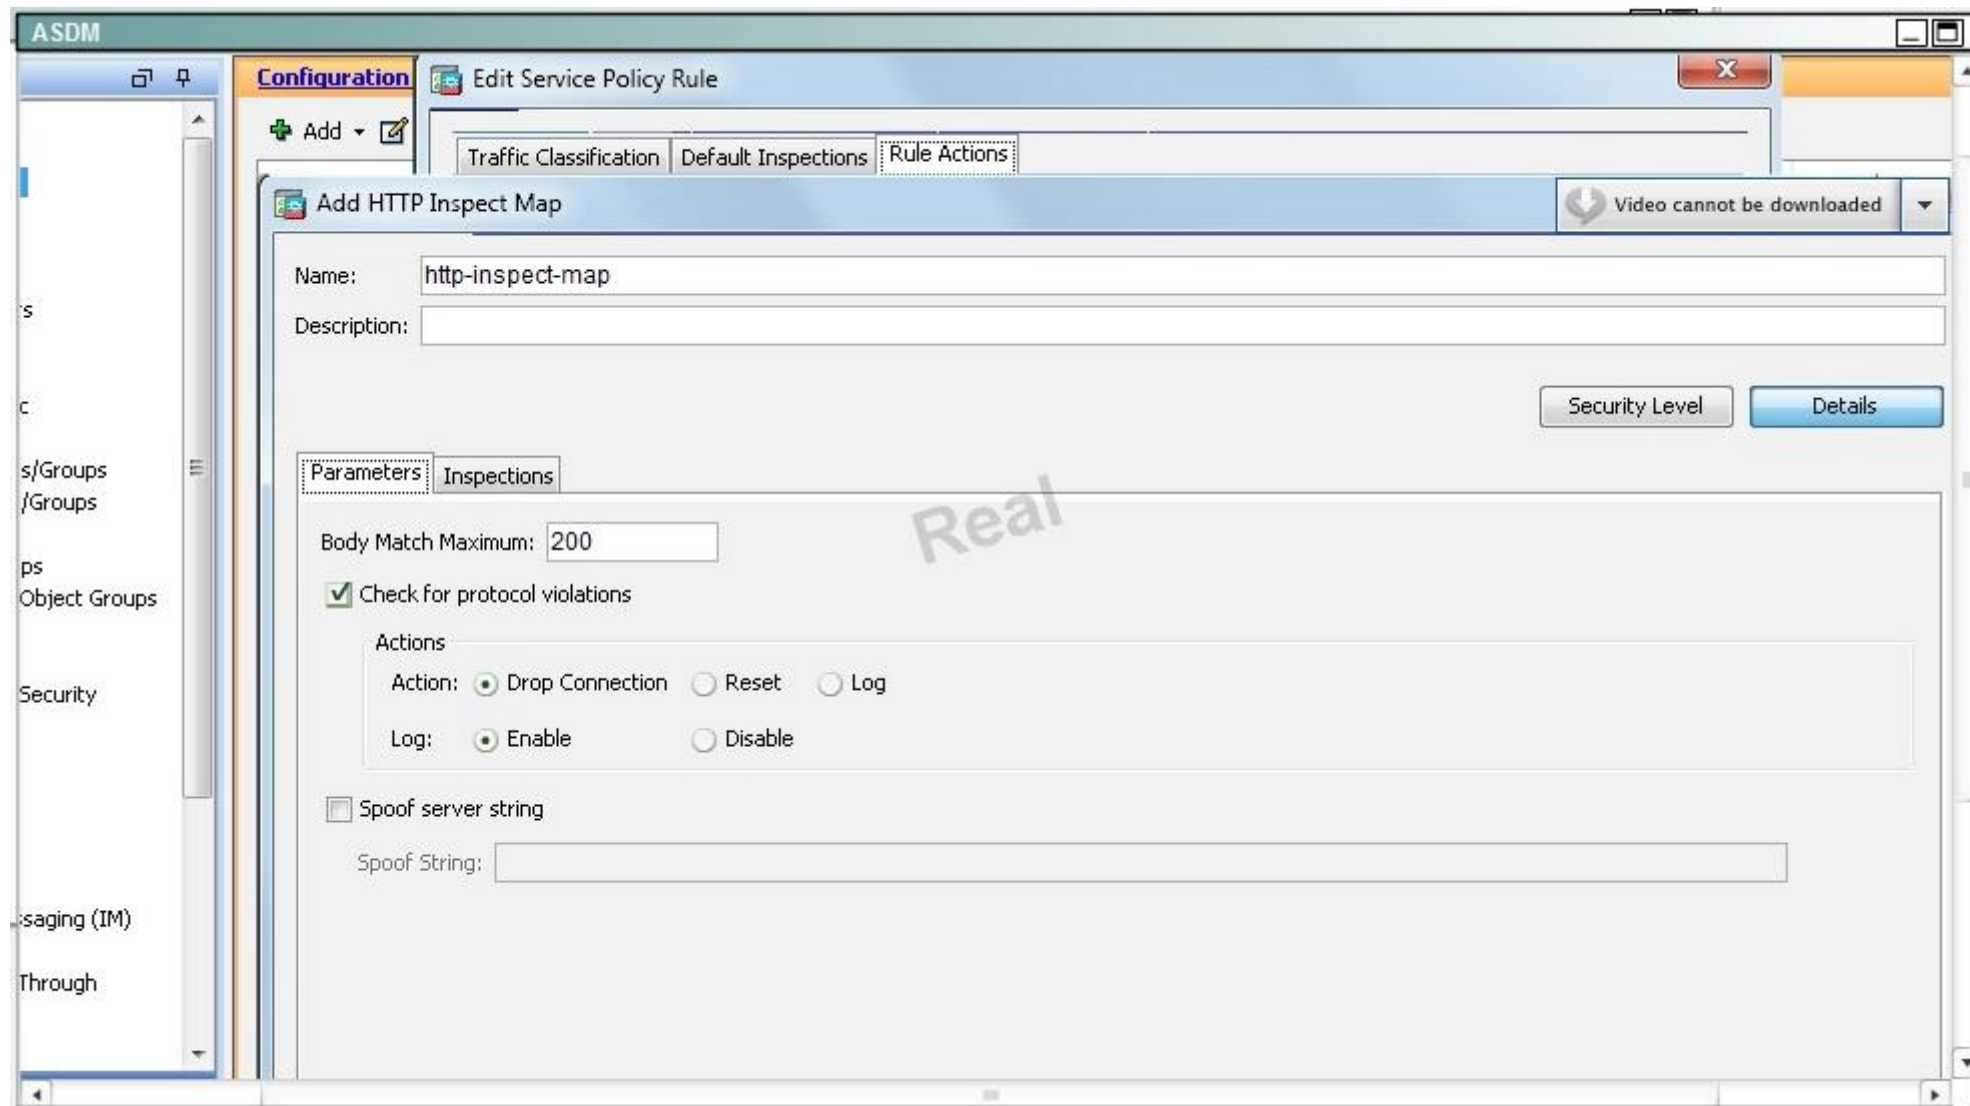 ASDM
Configuration
Edit Service Policy Rule
Add
Traffic Classification
Default Inspections
Rule Actions
Add HTTP Inspect Map
Video cannot be downloaded
Name: http-inspect-map
Description:
Security Level
Details
s/Groups
/Groups
ps
Object Groups
Security
saging (IM)
Through
Parameters
Inspections
Real
Body Match Maximum: 200
Check for protocol violations
Actions
Action: Drop Connection Reset Log
Log: Enable Disable
Spoof server string
Spoof String: